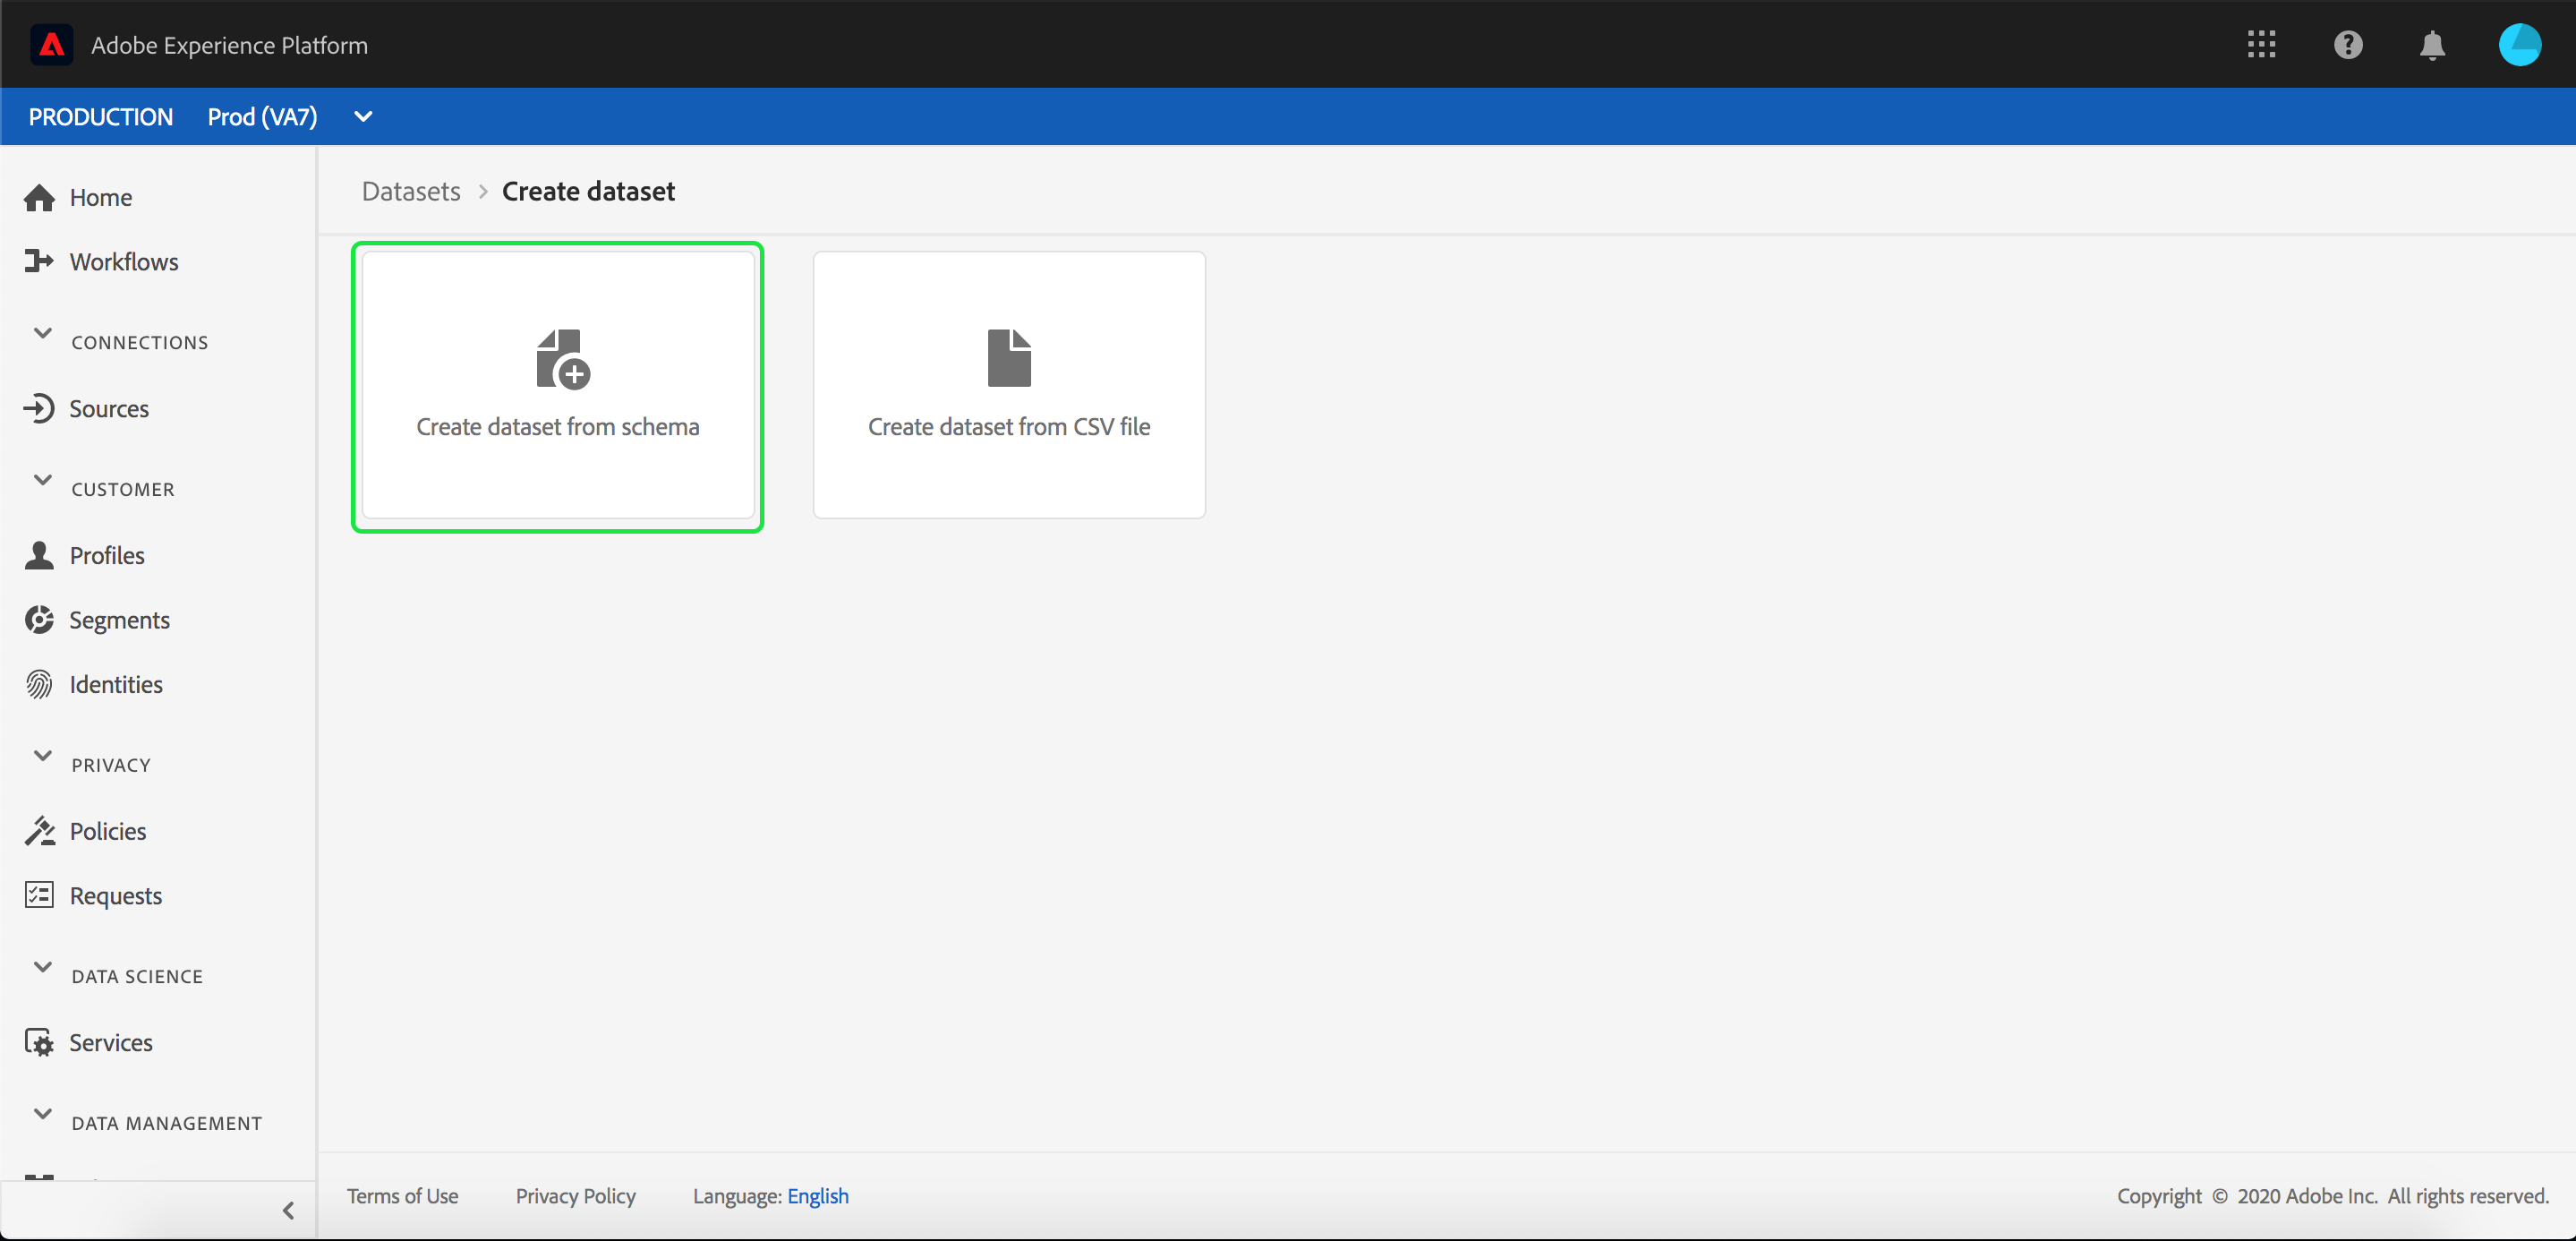 Adobe Experience Platform
PRODUCTION Prod (VA7)
Home
Workflows
CONNECTIONS
Sources
CUSTOMER
Profiles
Segments
Identities
PRIVACY
Policies
Requests
DATA SCIENCE
Services
DATA MANAGEMENT
Datasets > Create dataset
Create dataset from schema
Create dataset from CSV file
Terms of Use Privacy Policy Language: English
Copyright © 2020 Adobe Inc. All rights reserved.